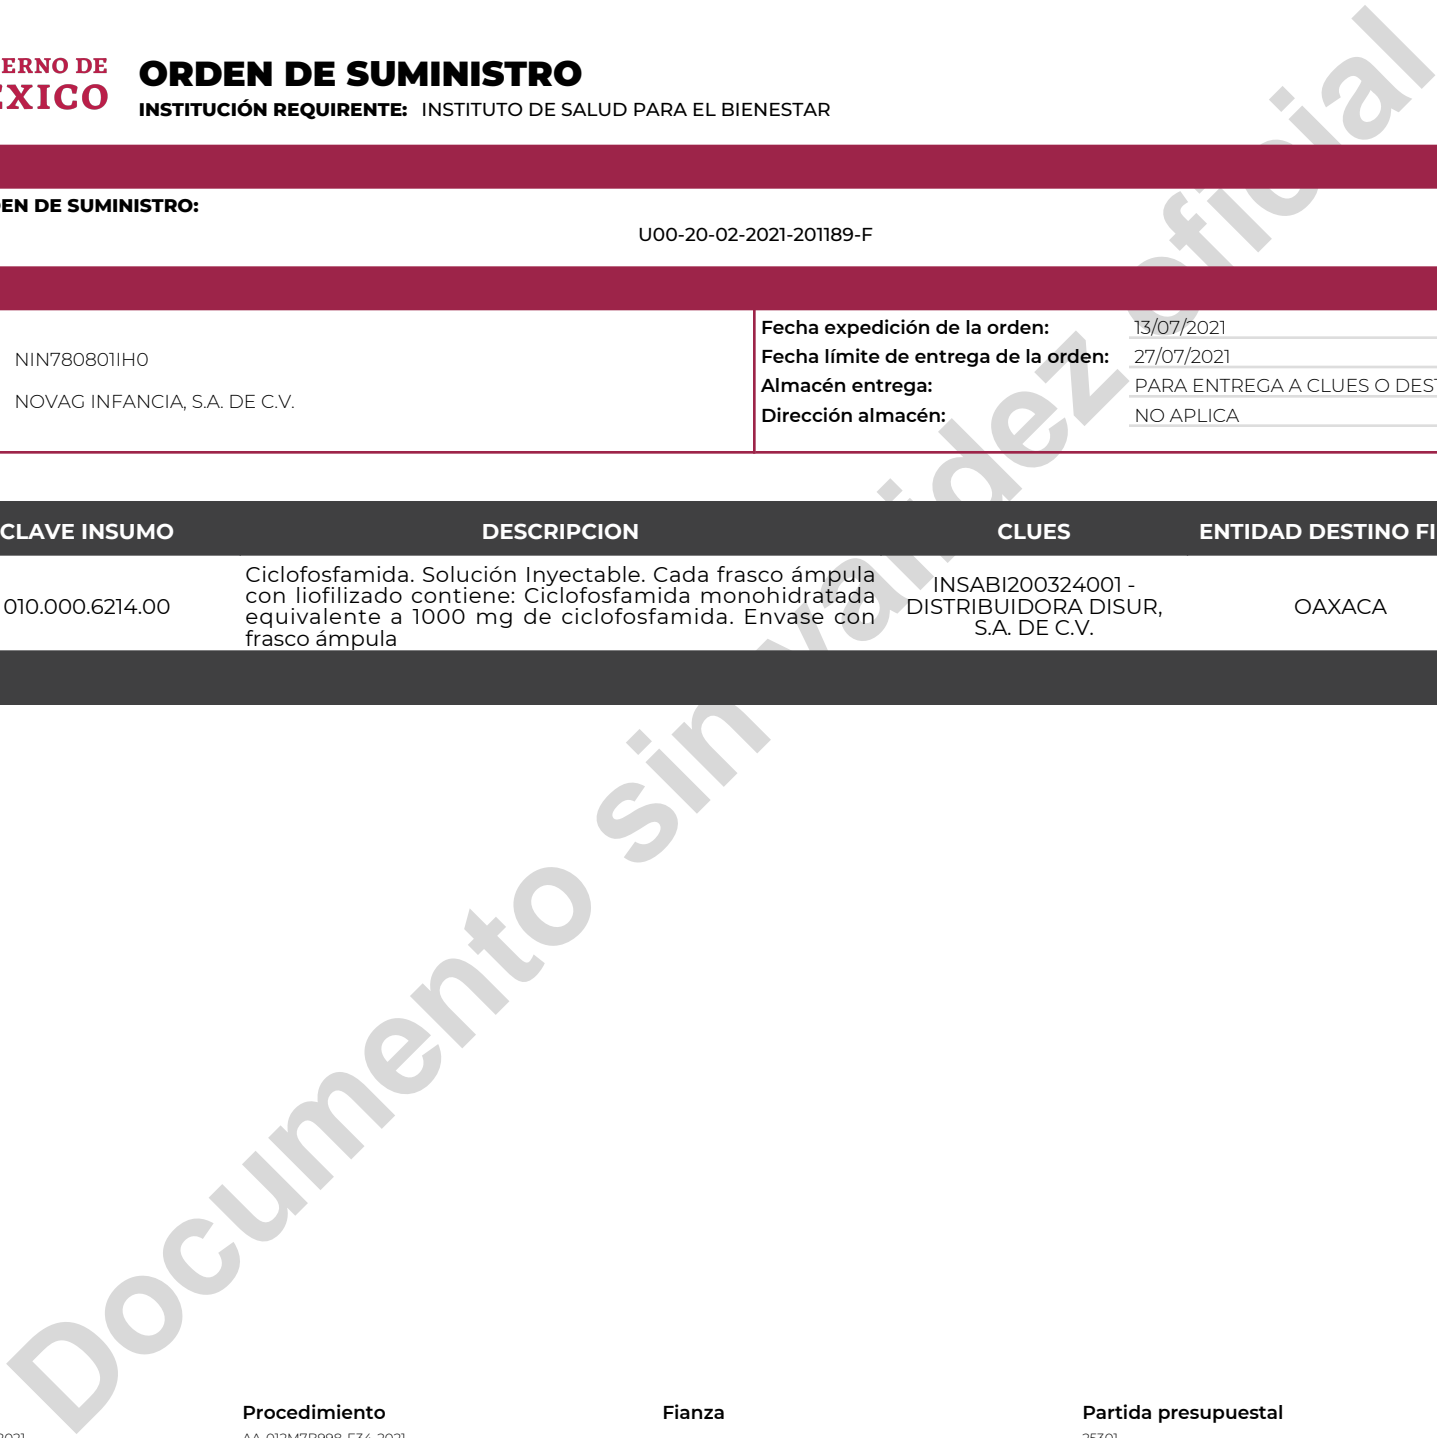 ERNO DE
ÉXICO
ORDEN DE SUMINISTRO
INSTITUCIÓN REQUIRENTE: INSTITUTO DE SALUD PARA EL BIENESTAR
EN DE SUMINISTRO:
U00-20-02-2021-201189-F
NIN780801IH0
NOVAG INFANCIA, S.A. DE C.V.
Fecha expedición de la orden: 13/07/2021
Fecha límite de entrega de la orden: 27/07/2021
Almacén entrega: PARA ENTREGA A CLUES O DEST
Dirección almacén: NO APLICA
CLAVE INSUMO DESCRIPCION CLUES ENTIDAD DESTINO FI
010.000.6214.00
Ciclofosfamida. Solución Inyectable. Cada frasco ámpula
con liofilizado contiene: Ciclofosfamida monohidratada
equivalente a 1000 mg de ciclofosfamida. Envase con
frasco ámpula
INSABI200324001 -
DISTRIBUIDORA DISUR,
S.A. DE C.V.
OAXACA
Documento sin validez oficial
Procedimiento Fianza Partida presupuestal